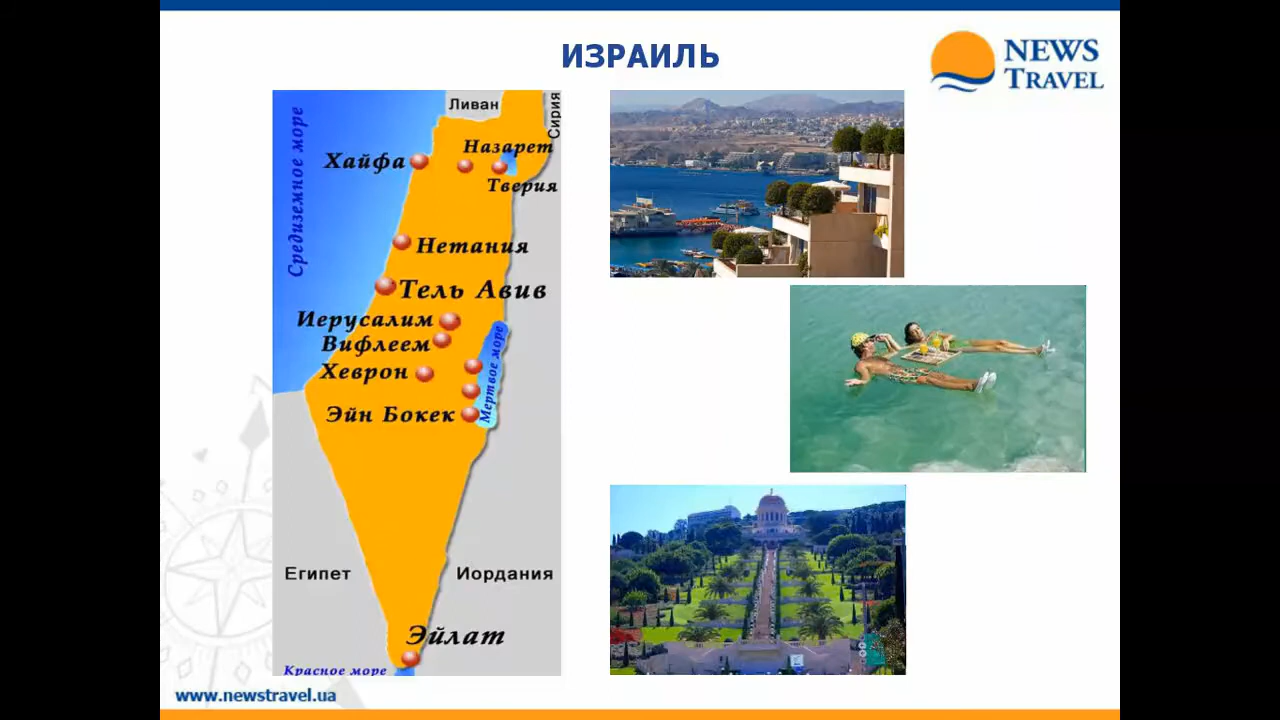 ИЗРАИЛЬ
NEWS
TRAVEL
Ливан
Сирия
Средиземное море
Назарет
Хайфа
Тверия
Нетания
Тель Авив
Иерусалим
Вифлеем
Хеврон
Мертвое море
Эйн Бокек
Египет
Иордания
Эйлат
Красное море
www.newstravel.ua